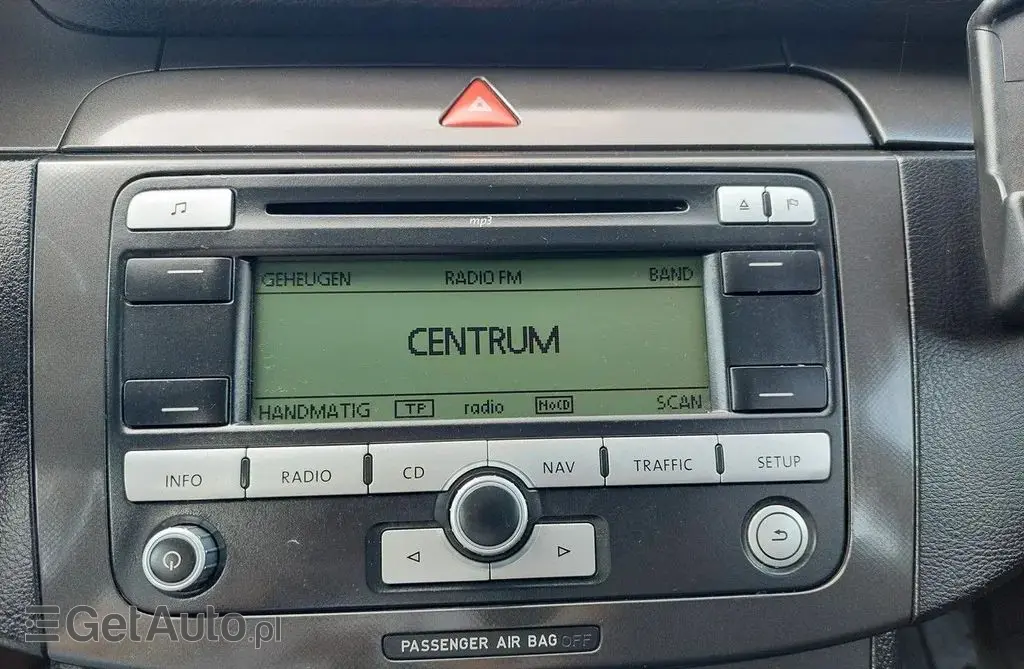 mp3
GEHEUGEN RADIO FM BAND
CENTRUM
HANDMATIG TP radio NoCD SCAN
INFO RADIO CD NAV TRAFFIC SETUP
PASSENGER AIR BAG OFF
GetAuto.pl